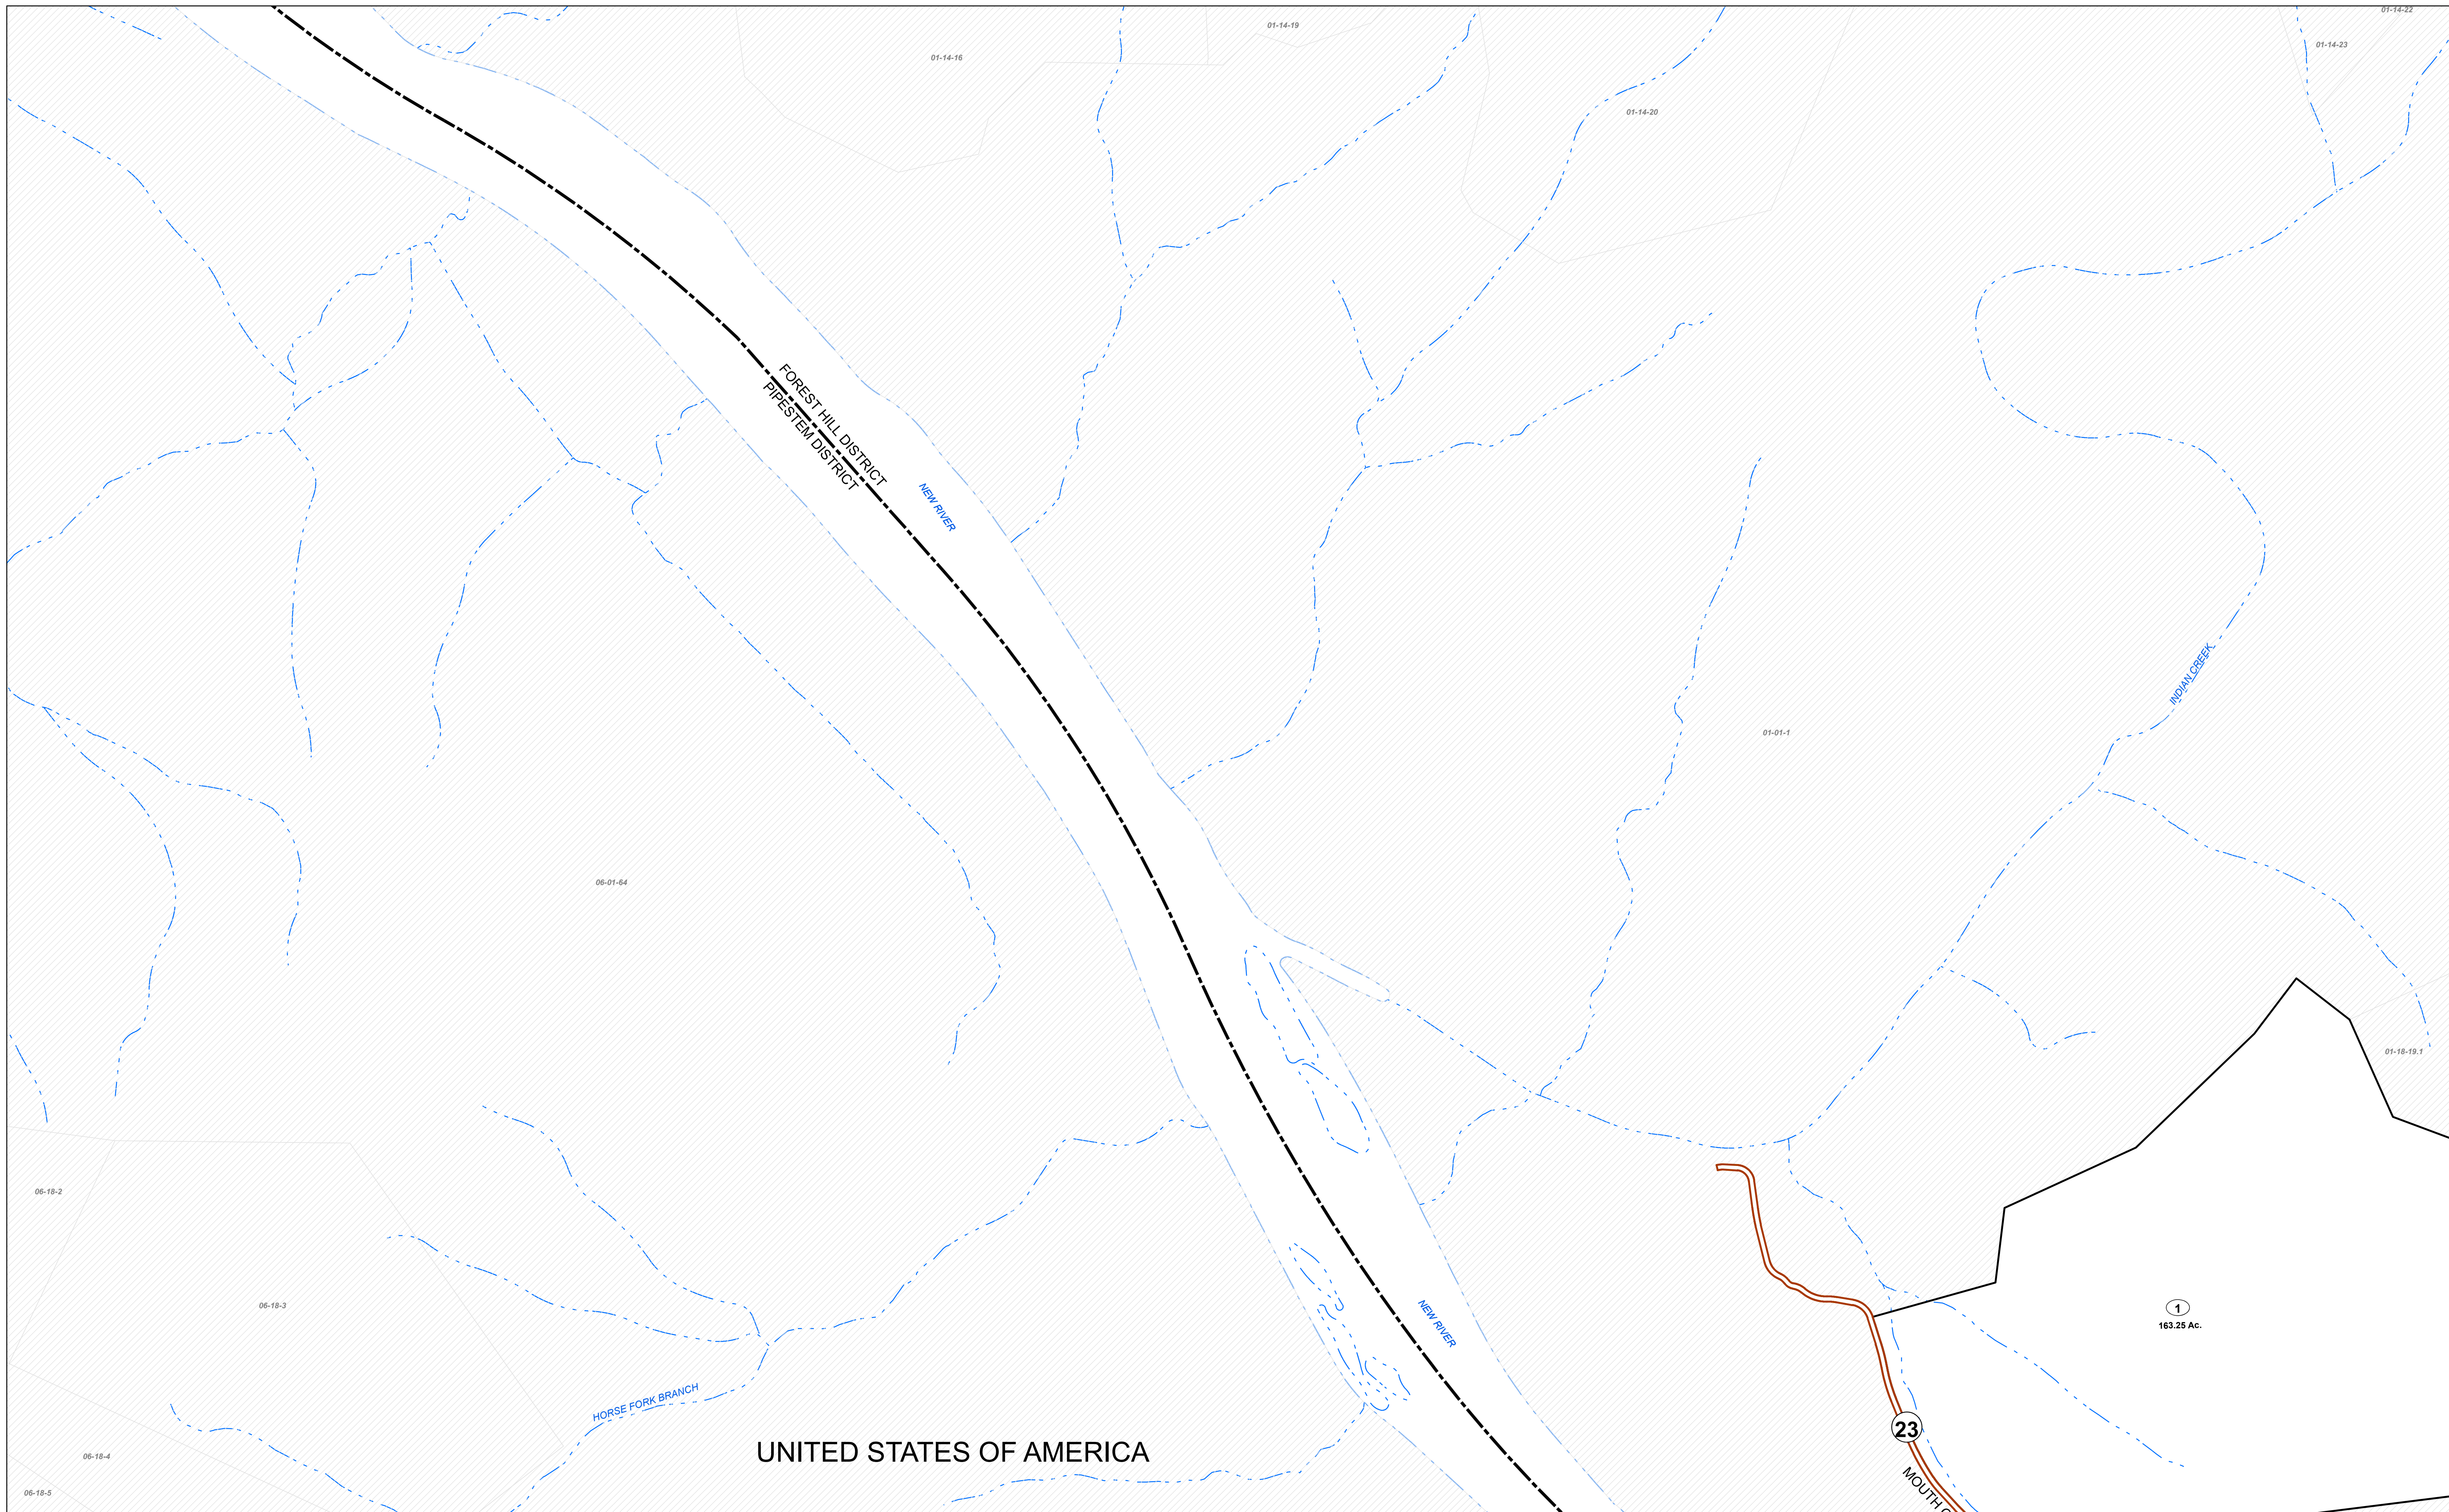 01-14-22
01-14-19
01-14-23
01-14-16
01-14-20
FOREST HILL DISTRICT
PIPESTEM DISTRICT
NEW RIVER
INDIAN CREEK
01-01-1
06-01-64
01-18-19.1
06-18-2
06-18-3
1
163.25 Ac.
NEW RIVER
HORSE FORK BRANCH
23
UNITED STATES OF AMERICA
06-18-4
MOUTH
06-18-5